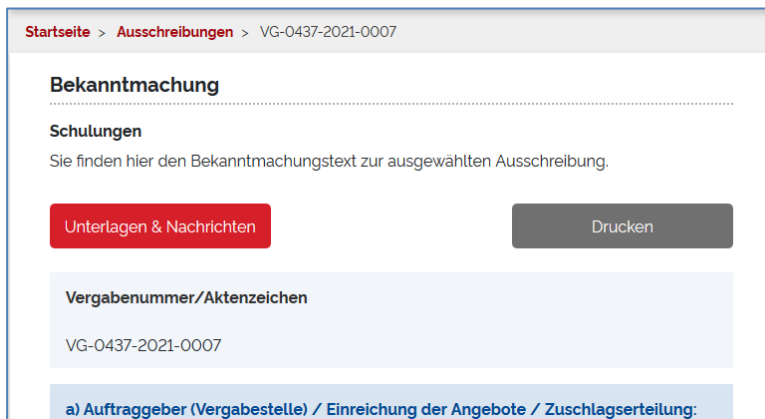 Startseite > Ausschreibungen > VG-0437-2021-0007
Bekanntmachung
Schulungen
Sie finden hier den Bekanntmachungstext zur ausgewählten Ausschreibung.
Unterlagen & Nachrichten
Drucken
Vergabenummer/Aktenzeichen
VG-0437-2021-0007
a) Auftraggeber (Vergabestelle) / Einreichung der Angebote / Zuschlagserteilung: